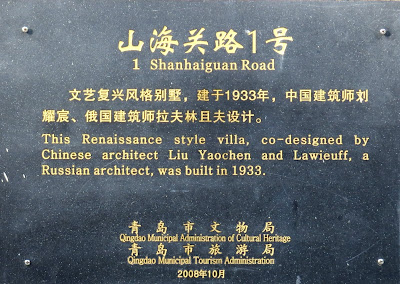 山海关路1号
1 Shanhaiguan Road
文艺复兴风格别墅，建于1933年，中国建筑师刘
耀宸、俄国建筑师拉夫林且夫设计。
This Renaissance style villa, co-designed by
Chinese architect Liu Yaochen and Lawieuff, a
Russian architect, was built in 1933.
青岛市文物局
Qingdao Municipal Administration of Cultural Heritage
青岛市旅游局
Qingdao Municipal Tourism Administration
2008年10月